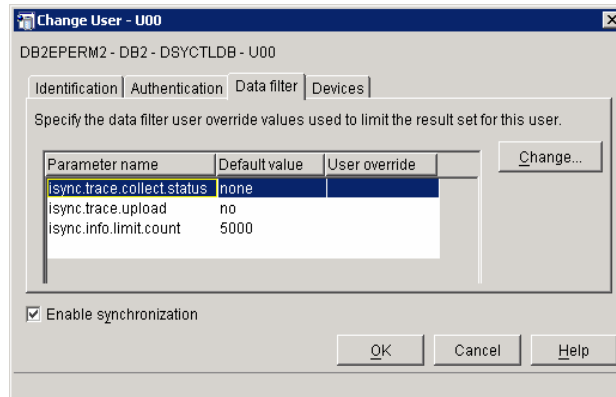 Change User - U00
DB2EPERM2 - DB2 - DSYCTLDB - U00
Identification Authentication Data filter Devices
Specify the data filter user override values used to limit the result set for this user.
Parameter name Default value User override
isync.trace.collect.status none
isync.trace.upload no
isync.info.limit.count 5000
Change...
Enable synchronization
OK Cancel Help